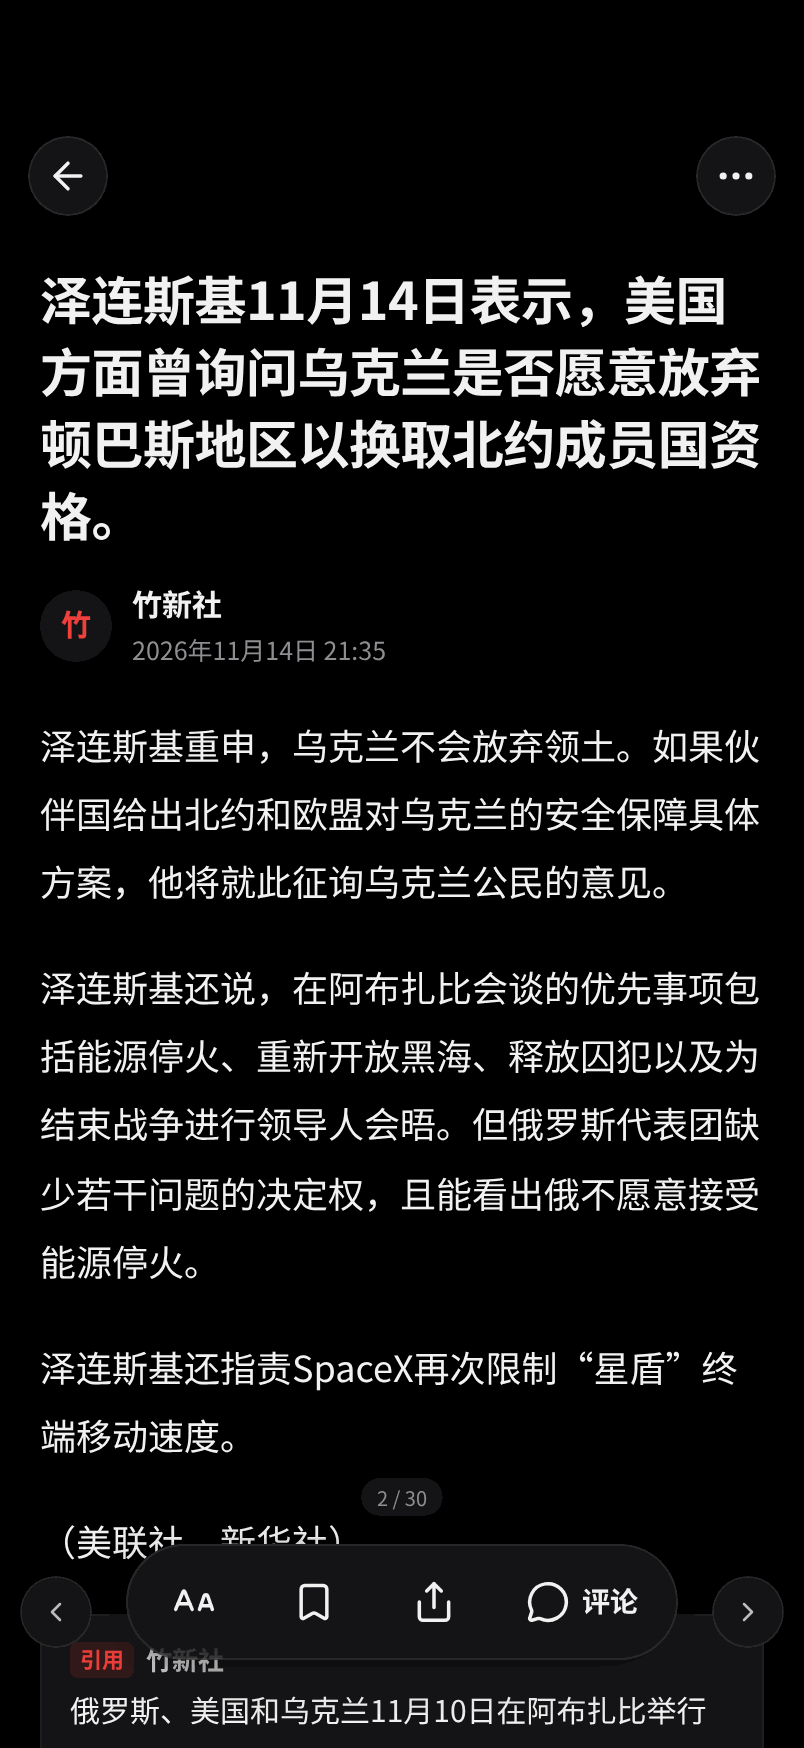 泽连斯基11月14日表示，美国
方面曾询问乌克兰是否愿意放弃
顿巴斯地区以换取北约成员国资
格。
竹
竹新社
2026年11月14日 21:35
泽连斯基重申，乌克兰不会放弃领土。如果伙
伴国给出北约和欧盟对乌克兰的安全保障具体
方案，他将就此征询乌克兰公民的意见。
泽连斯基还说，在阿布扎比会谈的优先事项包
括能源停火、重新开放黑海、释放囚犯以及为
结束战争进行领导人会晤。但俄罗斯代表团缺
少若干问题的决定权，且能看出俄不愿意接受
能源停火。
泽连斯基还指责SpaceX再次限制“星盾”终
端移动速度。
2 / 30
（美联社、新华社）
AA
评论
引用 竹新社
俄罗斯、美国和乌克兰11月10日在阿布扎比举行